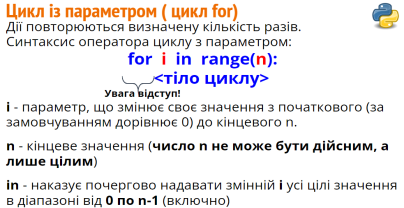 Цикл із параметром ( цикл for)
Дії повторюються визначену кількість разів.
Синтаксис оператора циклу з параметром:
for i in range(n):
<тіло циклу>
Увага відступ!
i - параметр, що змінює своє значення з початкового (за
замовчуванням дорівнює 0) до кінцевого n.
n - кінцеве значення (число n не може бути дійсним, а
лише цілим)
in - наказує почергово надавати змінній i усі цілі значення
в діапазоні від 0 по n-1 (включно)